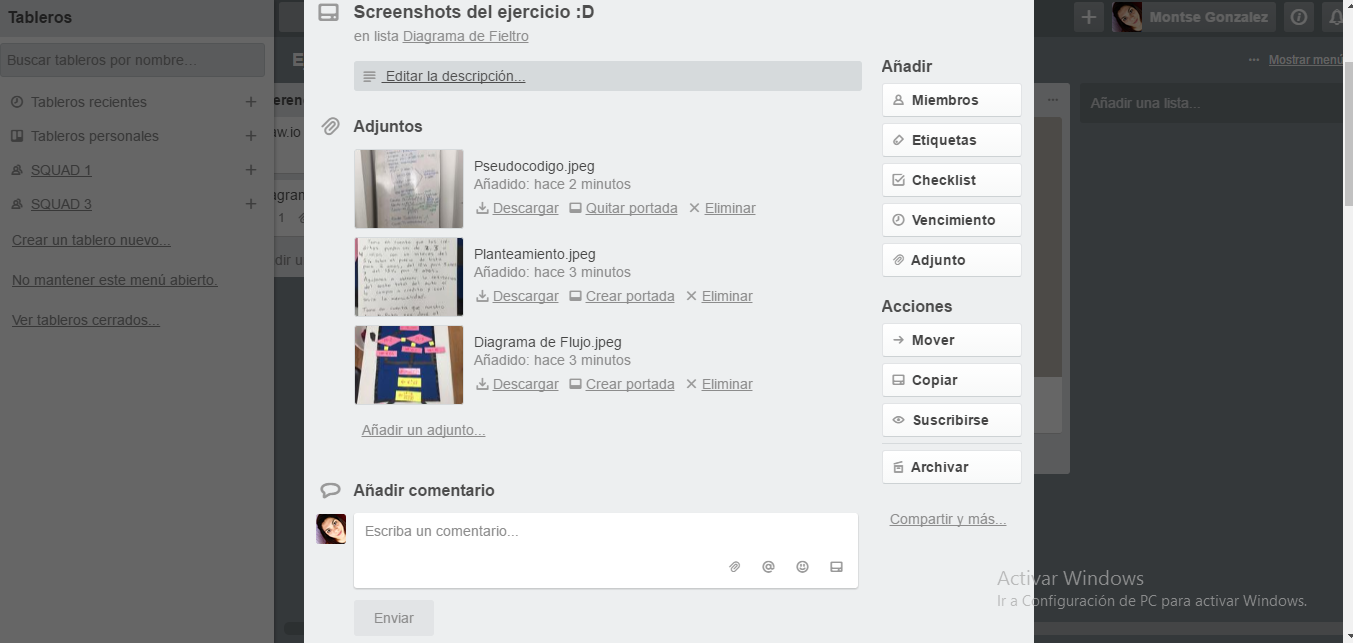 Tableros
Buscar tableros por nombre...
Tableros recientes
Tableros personales
SQUAD 1
SQUAD 3
Crear un tablero nuevo...
No mantener este menú abierto.
Ver tableros cerrados...
Screenshots del ejercicio :D
en lista Diagrama de Fieltro
Editar la descripción...
Adjuntos
Pseudocodigo.jpeg
Añadido: hace 2 minutos
Descargar Quitar portada Eliminar
Planteamiento.jpeg
Añadido: hace 3 minutos
Descargar Crear portada Eliminar
Diagrama de Flujo.jpeg
Añadido: hace 3 minutos
Descargar Crear portada Eliminar
Añadir un adjunto...
Añadir comentario
Escriba un comentario...
Enviar
Añadir
Miembros
Etiquetas
Checklist
Vencimiento
Adjunto
Acciones
Mover
Copiar
Suscribirse
Archivar
Compartir y más...
Montse Gonzalez
Mostrar menú
Añadir una lista...
Activar Windows
Ir a Configuración de PC para activar Windows.